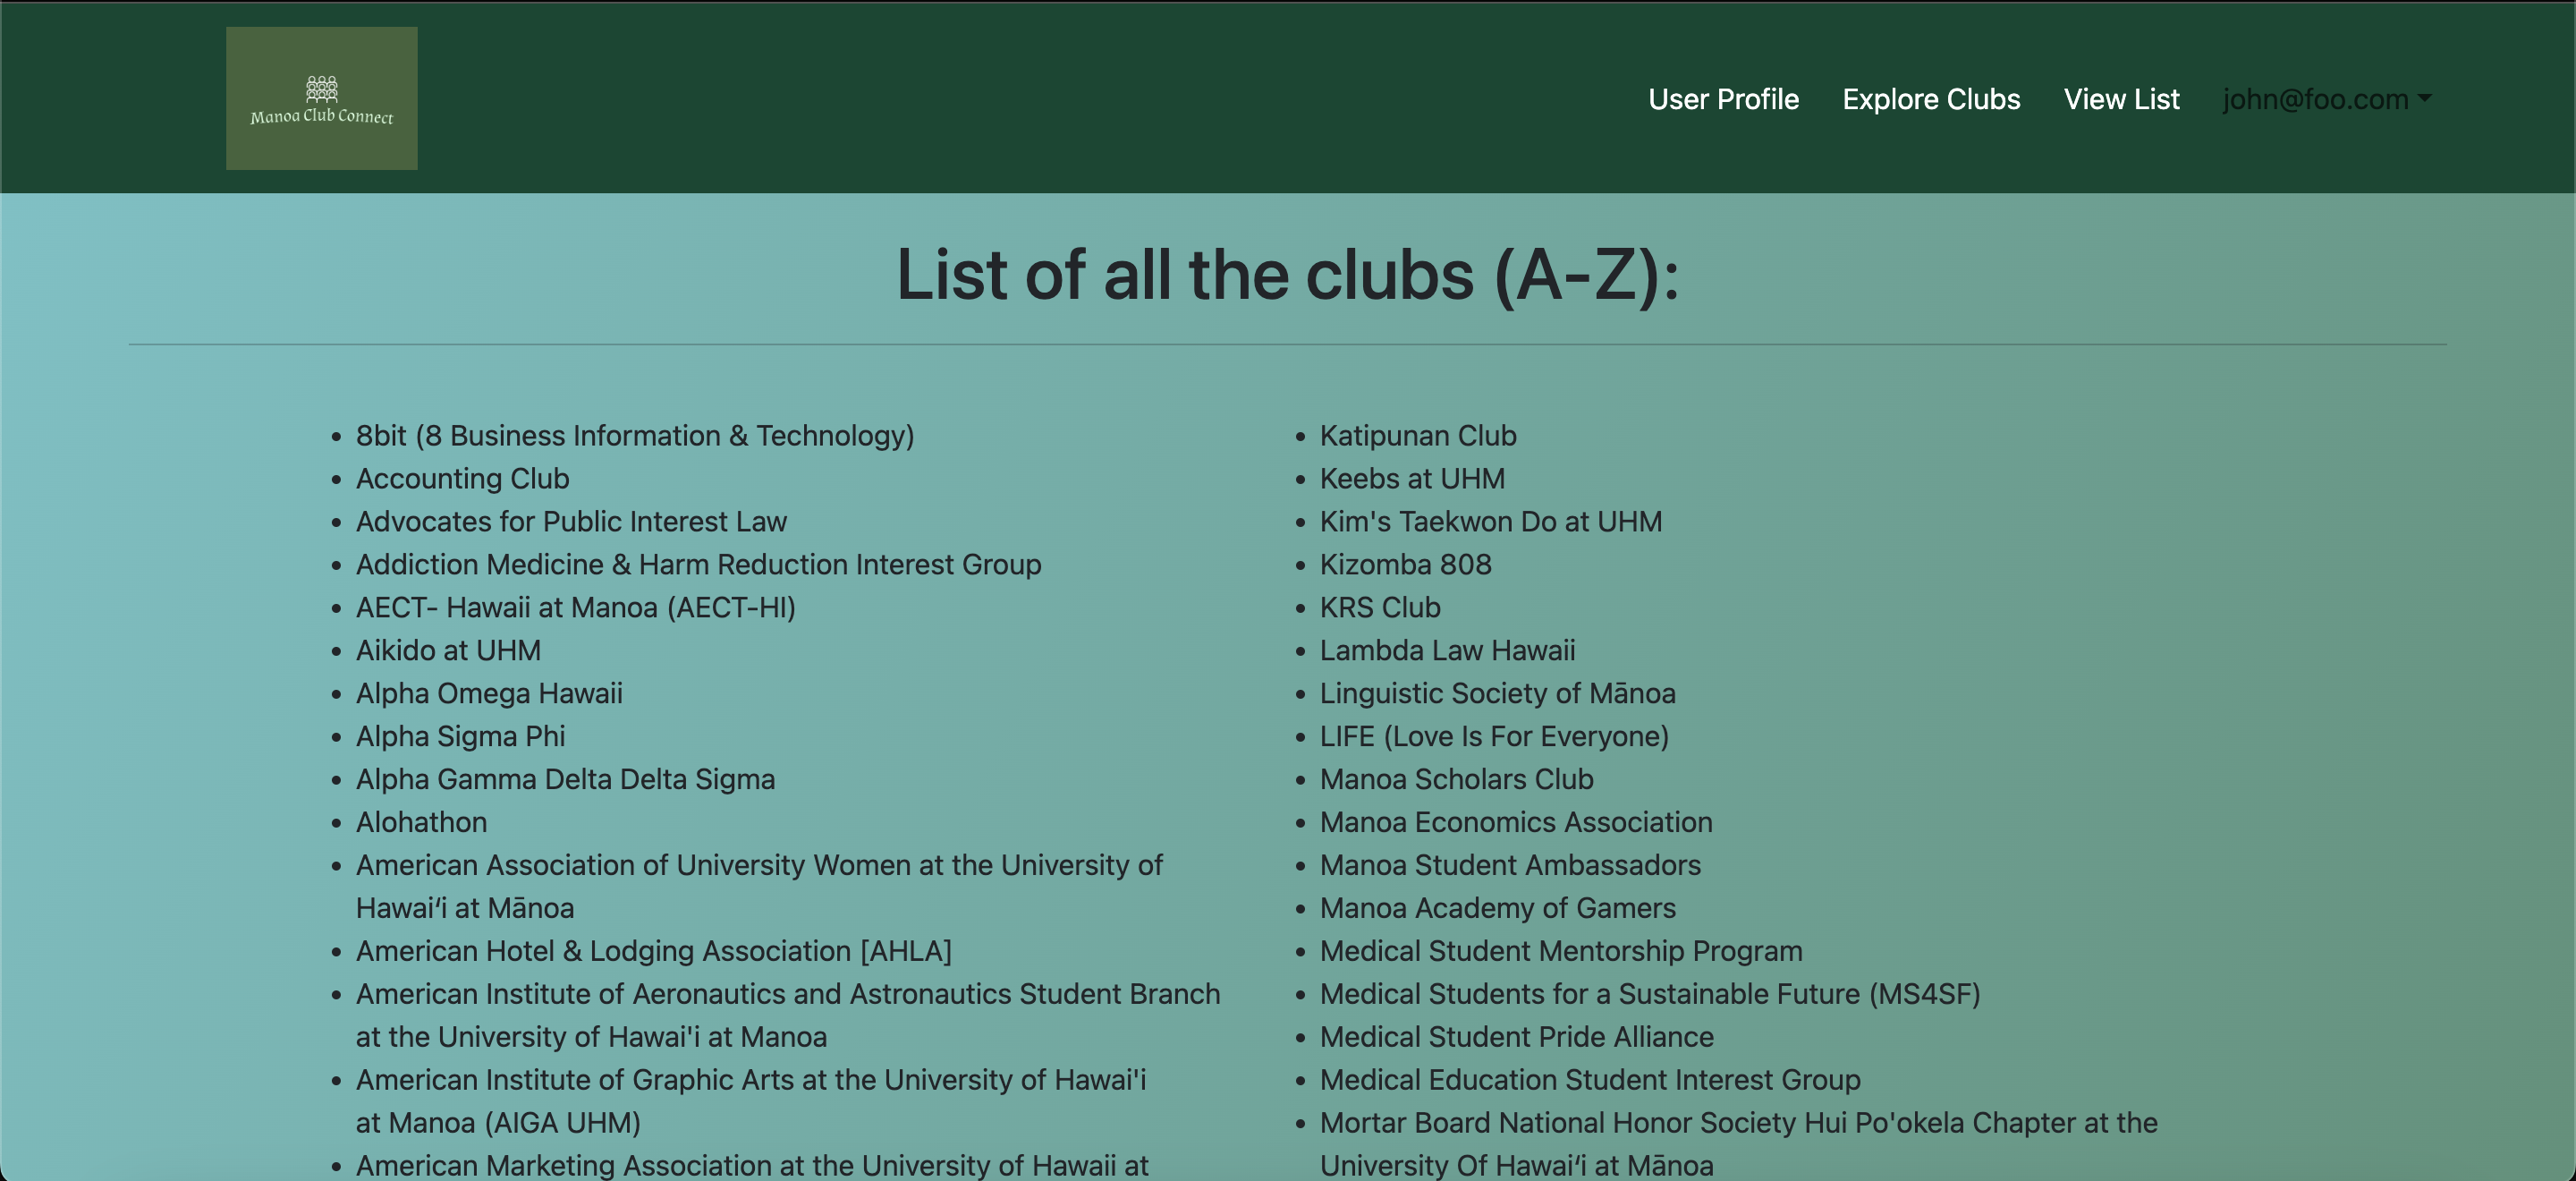 Manoa Club Connect
User Profile
Explore Clubs
View List
john@foo.com
List of all the clubs (A-Z):
8bit (8 Business Information & Technology)
Accounting Club
Advocates for Public Interest Law
Addiction Medicine & Harm Reduction Interest Group
AECT- Hawaii at Manoa (AECT-HI)
Aikido at UHM
Alpha Omega Hawaii
Alpha Sigma Phi
Alpha Gamma Delta Delta Sigma
Alohathon
American Association of University Women at the University of
Hawaiʻi at Mānoa
American Hotel & Lodging Association [AHLA]
American Institute of Aeronautics and Astronautics Student Branch
at the University of Hawai'i at Manoa
American Institute of Graphic Arts at the University of Hawai'i
at Manoa (AIGA UHM)
American Marketing Association at the University of Hawaii at
Katipunan Club
Keebs at UHM
Kim's Taekwon Do at UHM
Kizomba 808
KRS Club
Lambda Law Hawaii
Linguistic Society of Mānoa
LIFE (Love Is For Everyone)
Manoa Scholars Club
Manoa Economics Association
Manoa Student Ambassadors
Manoa Academy of Gamers
Medical Student Mentorship Program
Medical Students for a Sustainable Future (MS4SF)
Medical Student Pride Alliance
Medical Education Student Interest Group
Mortar Board National Honor Society Hui Po'okela Chapter at the
University Of Hawaiʻi at Mānoa